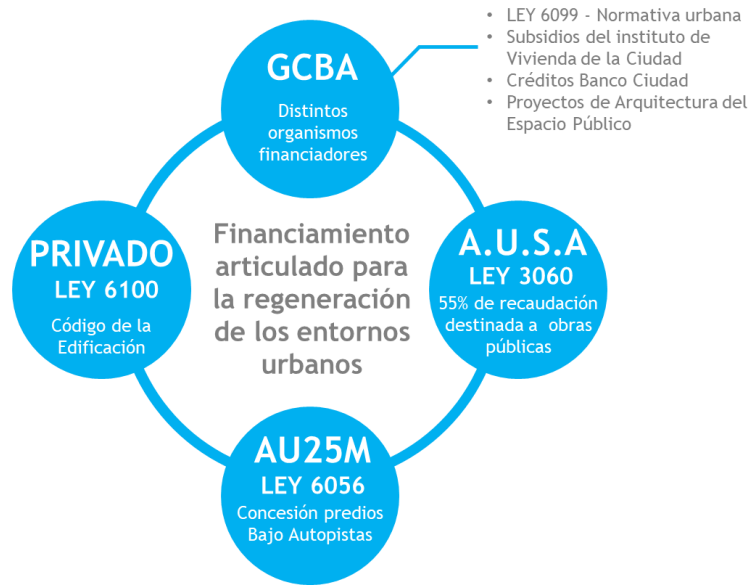 GCBA
Distintos
organismos
financiadores
• LEY 6099 - Normativa urbana
• Subsidios del instituto de
Vivienda de la Ciudad
• Créditos Banco Ciudad
• Proyectos de Arquitectura del
Espacio Público
PRIVADO
LEY 6100
Código de la
Edificación
Financiamiento
articulado para
la regeneración
de los entornos
urbanos
A.U.S.A
LEY 3060
55% de recaudación
destinada a obras
públicas
AU25M
LEY 6056
Concesión predios
Bajo Autopistas